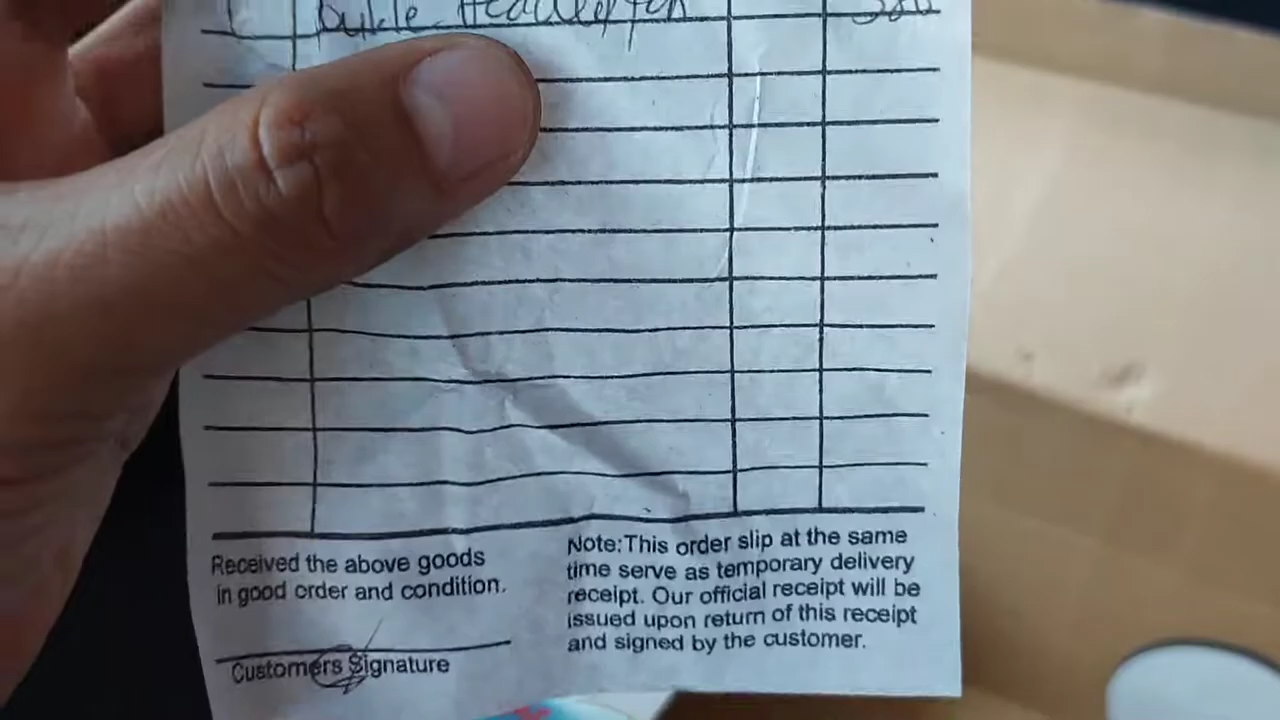 Received the above goods
in good order and condition.
Customers Signature
Note:This order slip at the same
time serve as temporary delivery
receipt. Our official receipt will be
issued upon return of this receipt
and signed by the customer.